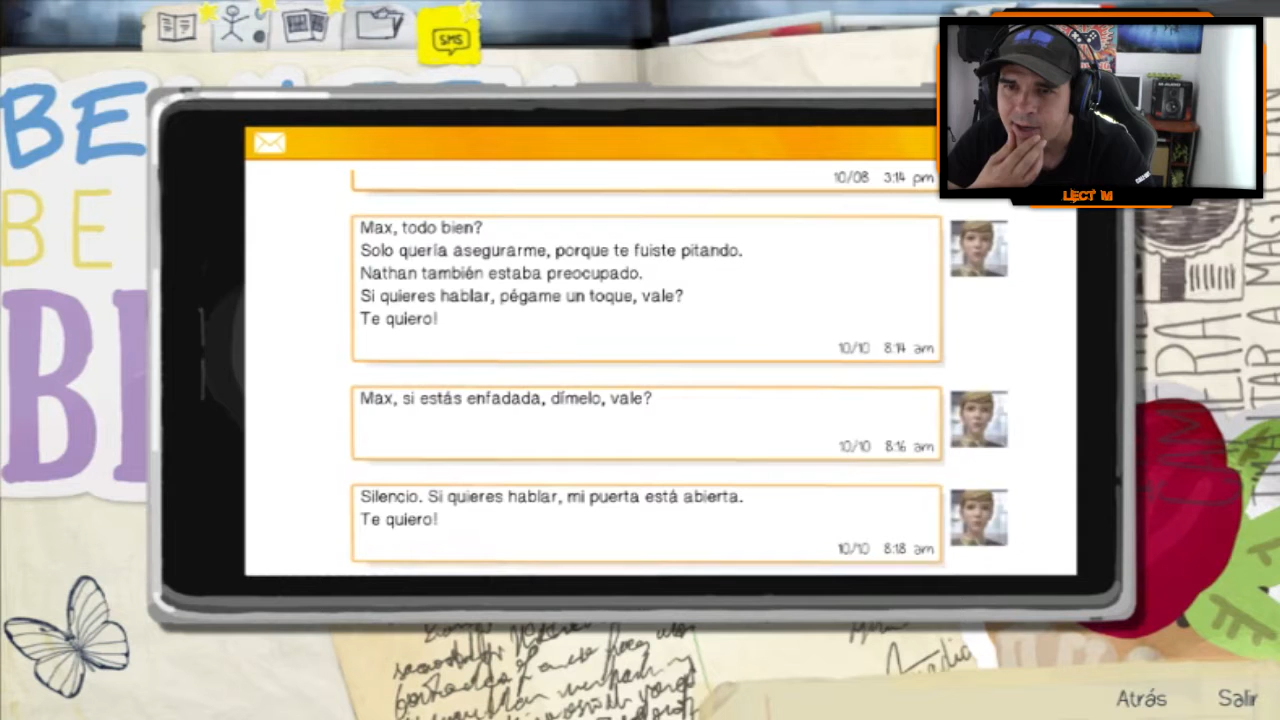 SMS
BE
BE
10/08 3:14 pm
LECT M
Max, todo bien?
Solo quería asegurarme, porque te fuiste pitando.
Nathan también estaba preocupado.
Si quieres hablar, pégame un toque, vale?
Te quiero!
10/10 8:14 am
Max, si estás enfadada, dímelo, vale?
10/10 8:16 am
Silencio. Si quieres hablar, mi puerta está abierta.
Te quiero!
10/10 8:18 am
Atrás Salir